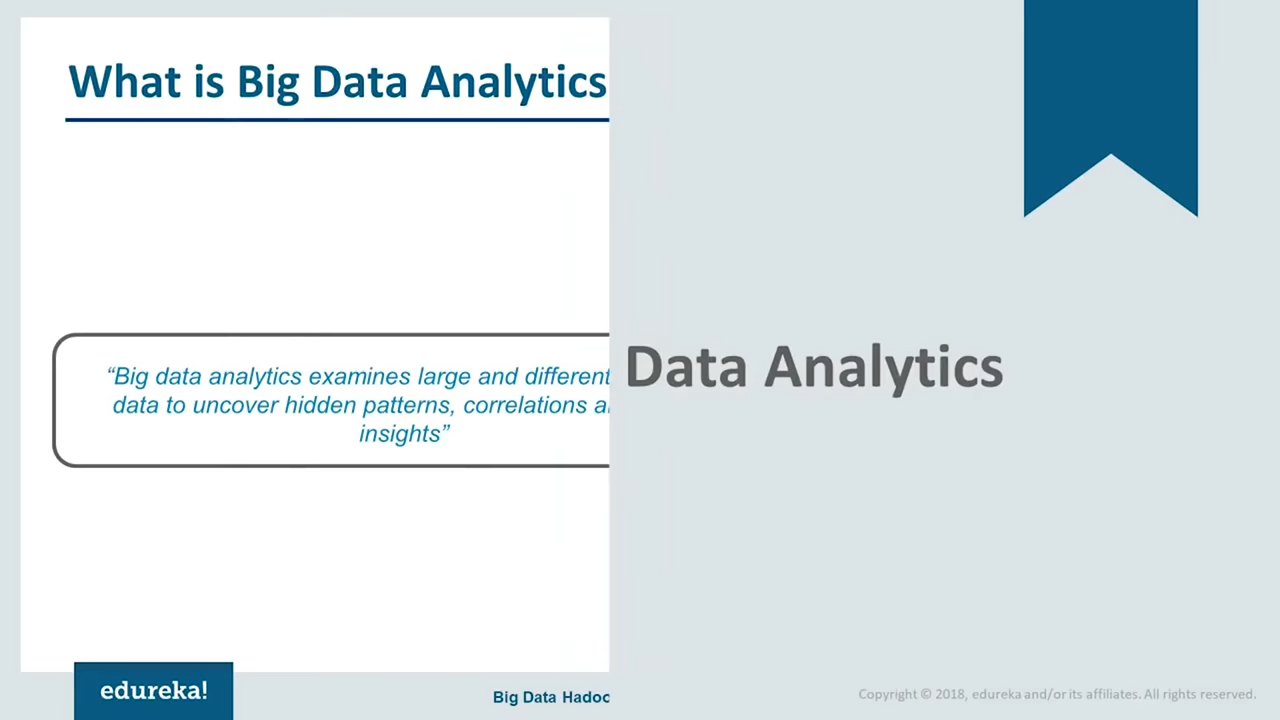 What is Big Data Analytics
“Big data analytics examines large and different
data to uncover hidden patterns, correlations
insights”
Data Analytics
edureka!
Big Data
Copyright © 2018, edureka and/or its affiliates. All rights reserved.